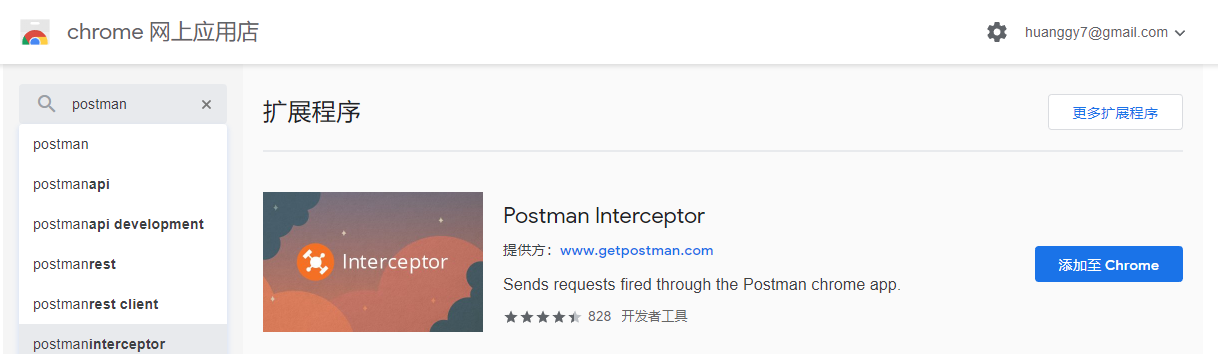 chrome 网上应用店
huanggy7@gmail.com
postman
postman
postmanapi
postmanapi development
postmanrest
postmanrest client
postmaninterceptor
扩展程序
更多扩展程序
Interceptor
Postman Interceptor
提供方：www.getpostman.com
Sends requests fired through the Postman chrome app.
828 开发者工具
添加至 Chrome